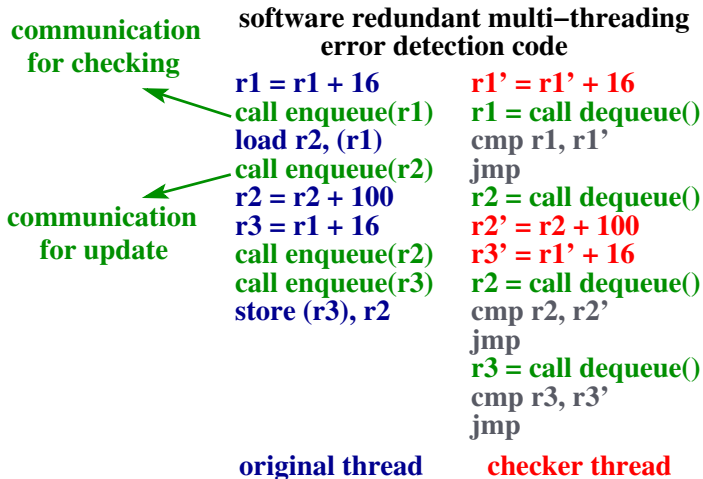 software redundant multi−threading
error detection code
communication
for checking
r1 = r1 + 16
call enqueue(r1)
load r2, (r1)
call enqueue(r2)
r2 = r2 + 100
r3 = r1 + 16
call enqueue(r2)
call enqueue(r3)
store (r3), r2
communication
for update
original thread
r1’ = r1’ + 16
r1 = call dequeue()
cmp r1, r1’
jmp
r2 = call dequeue()
r2’ = r2 + 100
r3’ = r1’ + 16
r2 = call dequeue()
cmp r2, r2’
jmp
r3 = call dequeue()
cmp r3, r3’
jmp
checker thread